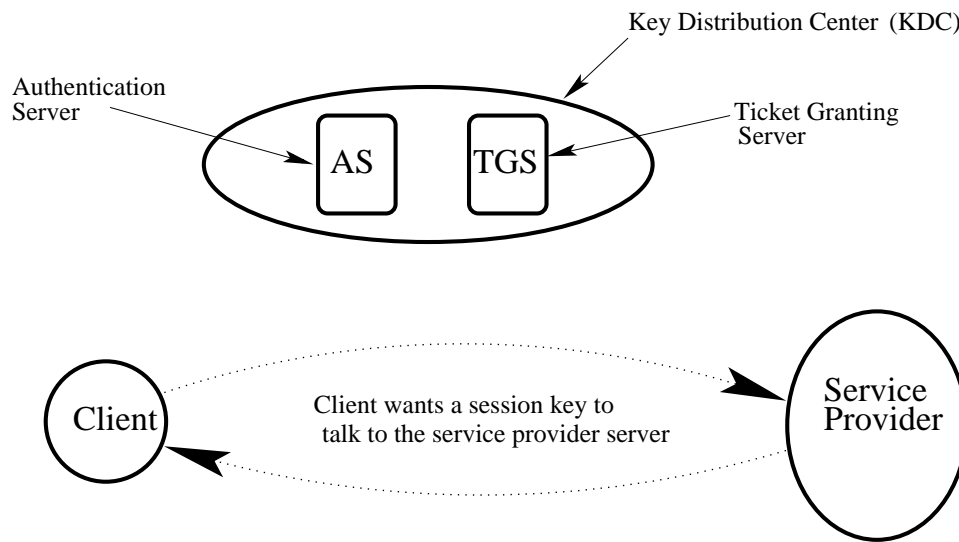 Key Distribution Center (KDC)
Authentication
Server
Ticket Granting
Server
AS
TGS
Client
Client wants a session key to
talk to the service provider server
Service
Provider